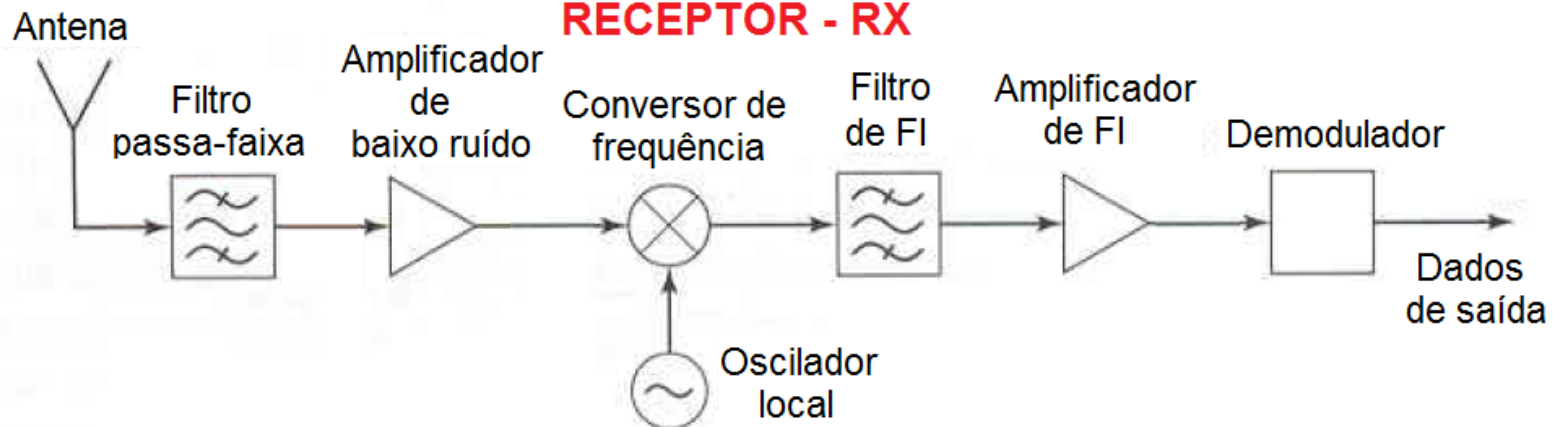 RECEPTOR - RX
Antena
Filtro
passa-faixa
Amplificador
de
baixo ruído
Conversor de
frequência
Filtro
de FI
Amplificador
de FI
Demodulador
Dados
de saída
Oscilador
local